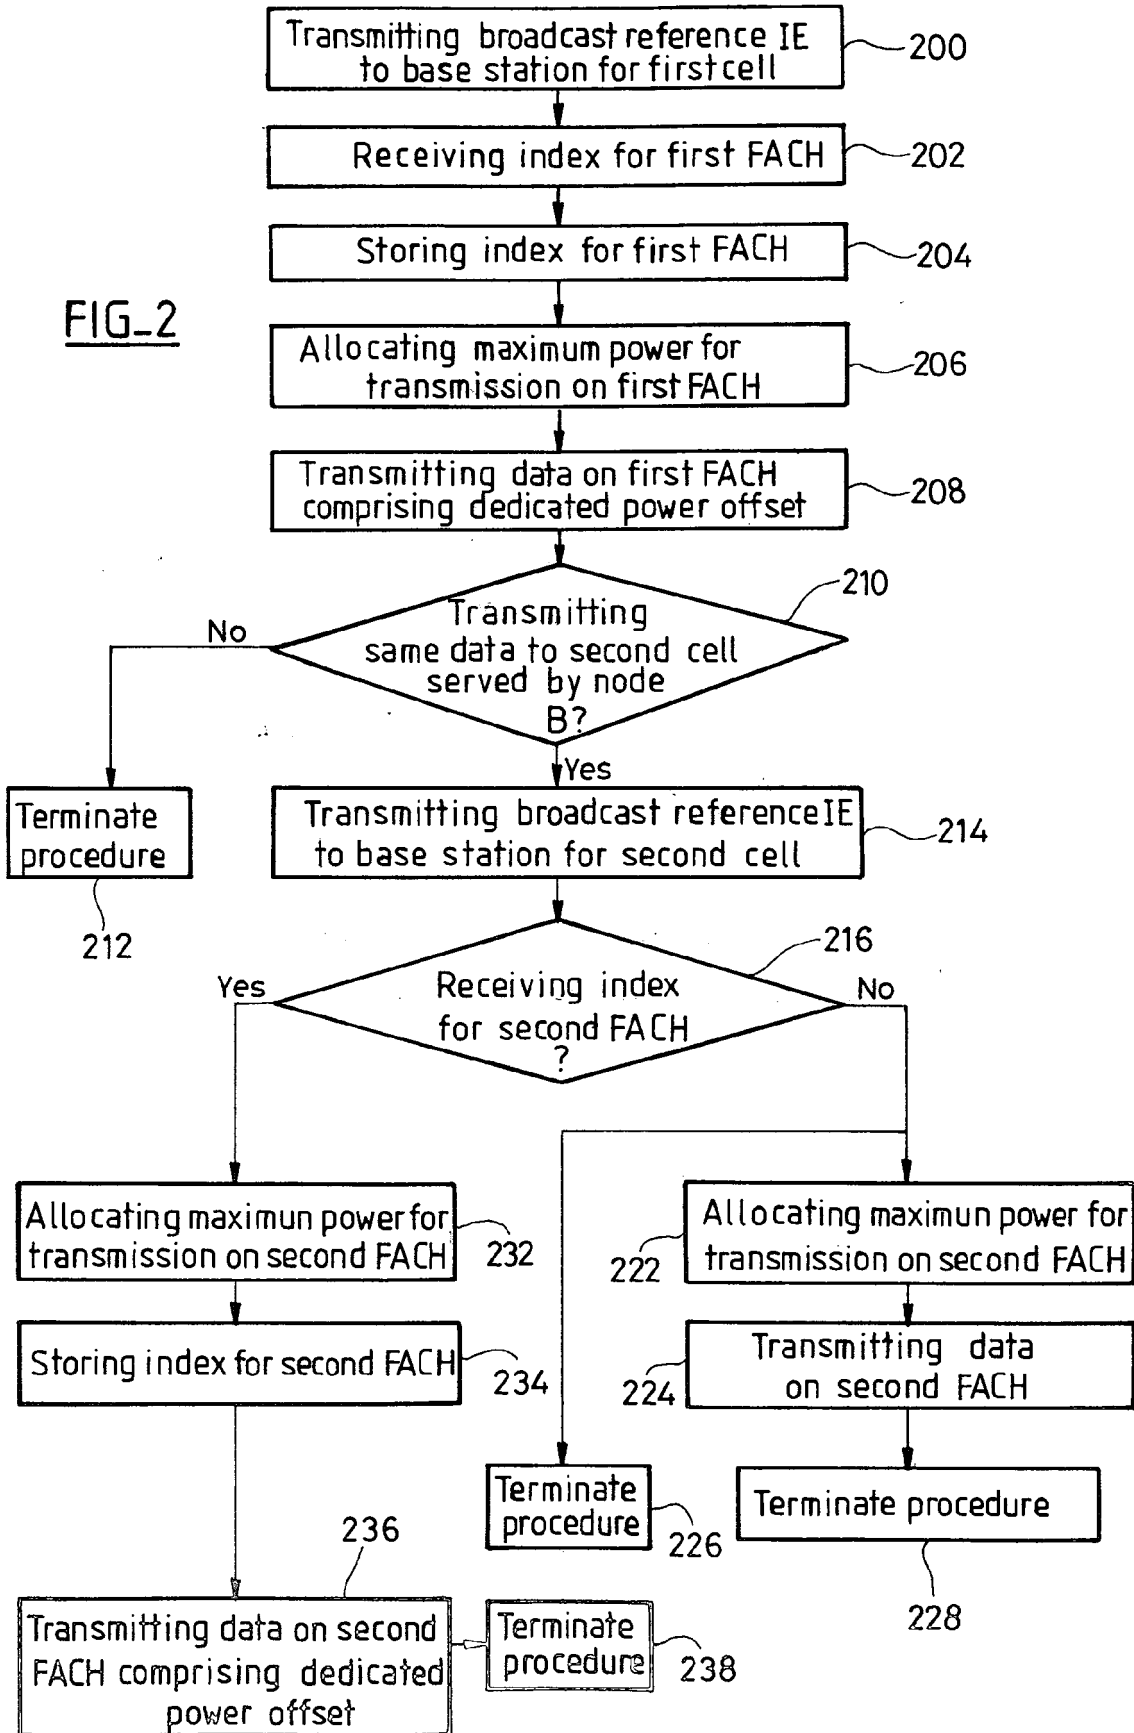 Transmitting broadcast reference IE
to base station for first cell
200
Receiving index for first FACH
202
Storing index for first FACH
204
FIG_2
Allocating maximum power for
transmission on first FACH
206
Transmitting data on first FACH
comprising dedicated power offset
208
210
Transmitting
same data to second cell
served by node
B?
No
Yes
Terminate
procedure
212
Transmitting broadcast reference IE
to base station for second cell
214
216
Receiving index
for second FACH
?
Yes
No
Allocating maximun power for
transmission on second FACH
232
222
Allocating maximun power for
transmission on second FACH
Storing index for second FACH
234
224
Transmitting data
on second FACH
Terminate
procedure
226
Terminate procedure
228
236
Transmitting data on second
FACH comprising dedicated
power offset
Terminate
procedure
238